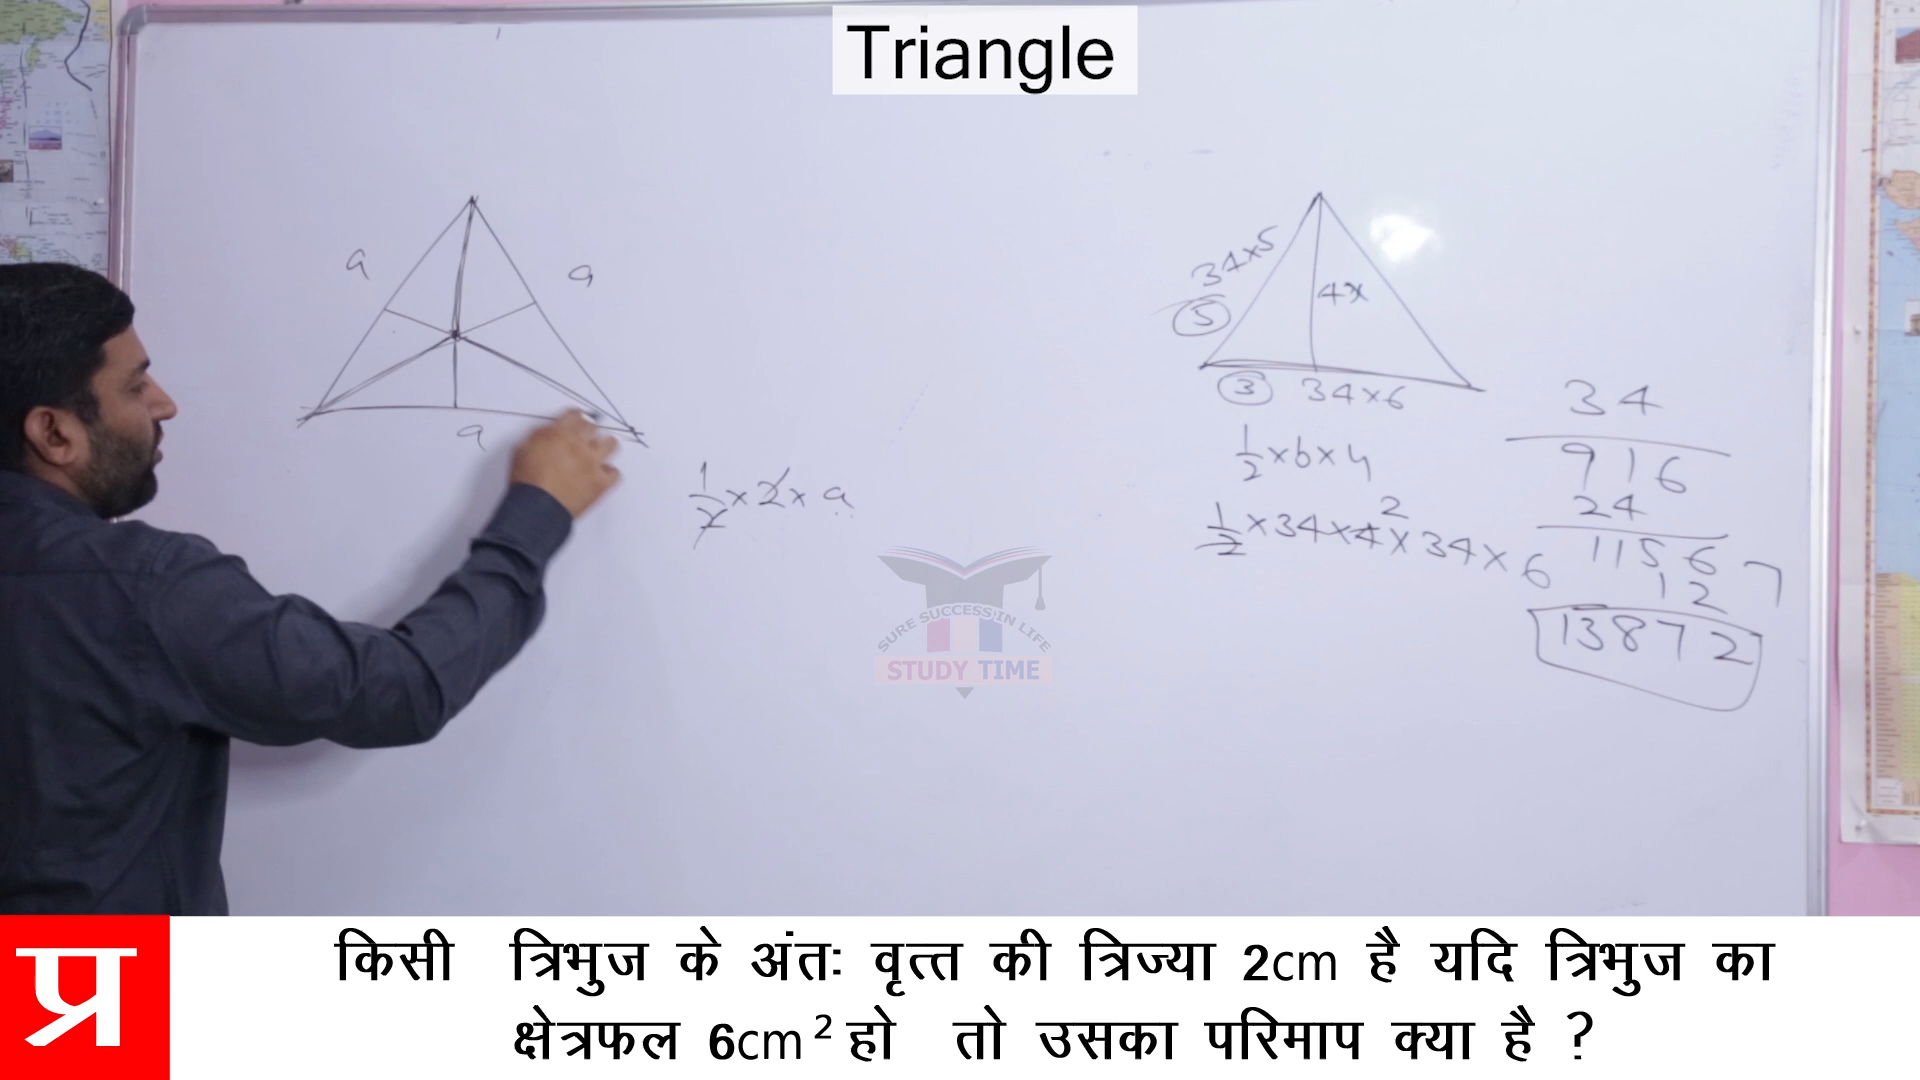 Triangle
a
a
a
1/2 × 2 × a
34×5
5
4x
3
34×6
1/2 × b × 4
2
1/2 × 34 × 4 × 34 × 6
34
916
24
1156
7
12
13872
SURE SUCCESS IN LIFE
STUDY TIME
प्र
किसी त्रिभुज के अंतः वृत्त की त्रिज्या 2cm है यदि त्रिभुज का
क्षेत्रफल 6cm² हो तो उसका परिमाप क्या है ?